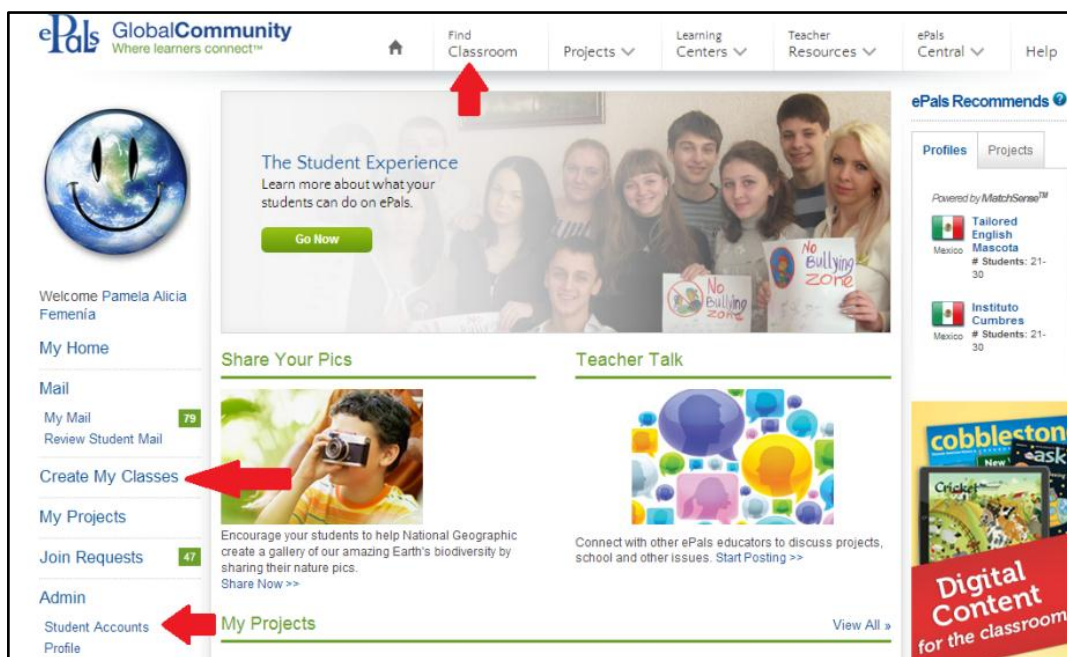 ePals GlobalCommunity
Where learners connect™
Find
Classroom
Projects
Learning
Centers
Teacher
Resources
ePals
Central
Help
Welcome Pamela Alicia
Femenía
My Home
Mail
My Mail 79
Review Student Mail
Create My Classes
My Projects
Join Requests 47
Admin
Student Accounts
Profile
The Student Experience
Learn more about what your
students can do on ePals.
Go Now
No
Bullying
zone
No
Bullying
zone
Share Your Pics
Encourage your students to help National Geographic
create a gallery of our amazing Earth's biodiversity by
sharing their nature pics.
Share Now >>
Teacher Talk
Connect with other ePals educators to discuss projects,
school and other issues. Start Posting >>
My Projects
View All »
ePals Recommends ?
Profiles
Projects
Powered by MatchSense™
Mexico
Tailored
English
Mascota
# Students: 21-
30
Mexico
Instituto
Cumbres
# Students: 21-
30
cobbleston
New
ask
Cricket
Digital
Content
for the classroom